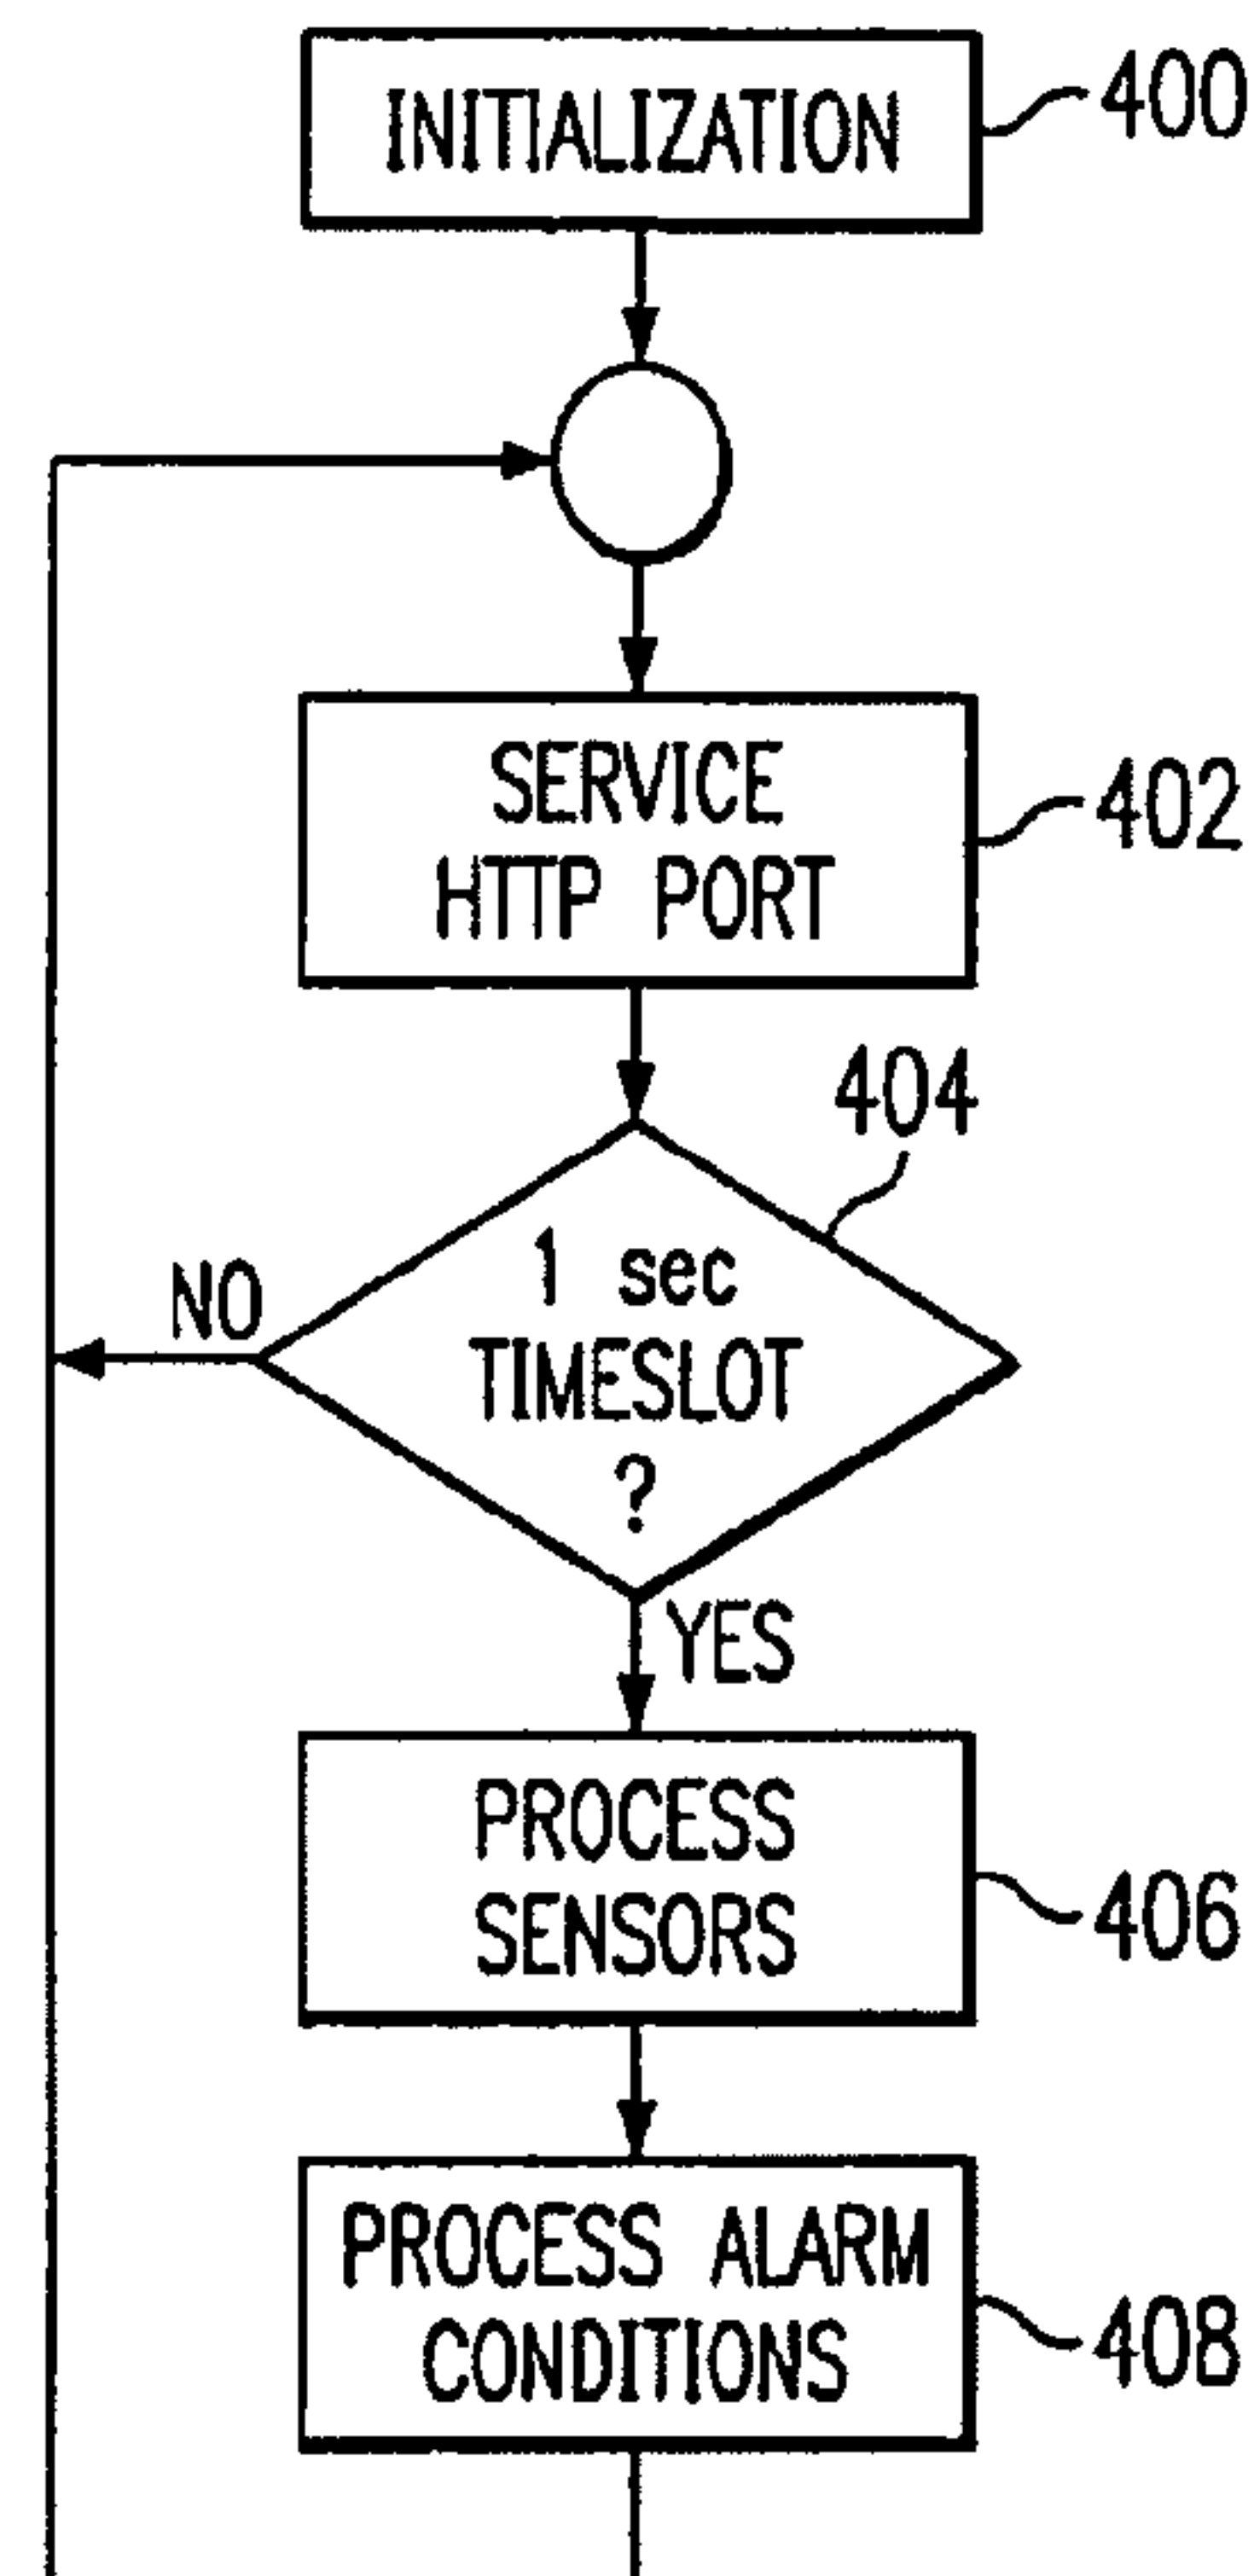 INITIALIZATION
400
SERVICE
HTTP PORT
402
404
1 sec
TIMESLOT
?
NO
YES
PROCESS
SENSORS
406
PROCESS ALARM
CONDITIONS
408